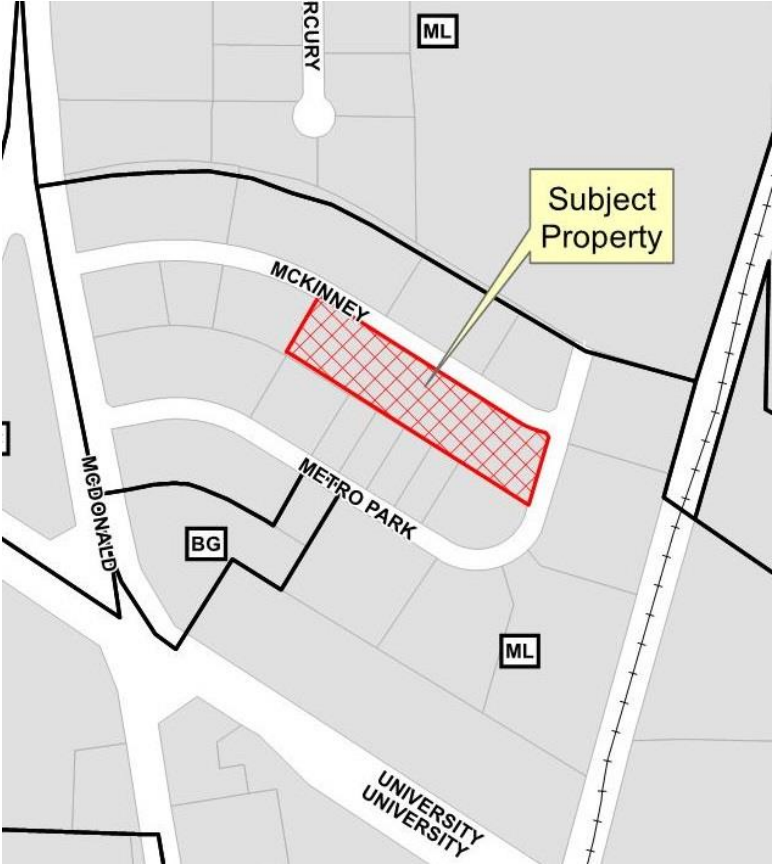 RCURY
ML
Subject
Property
MCKINNEY
MCDONALD
METRO PARK
BG
ML
UNIVERSITY
UNIVERSITY